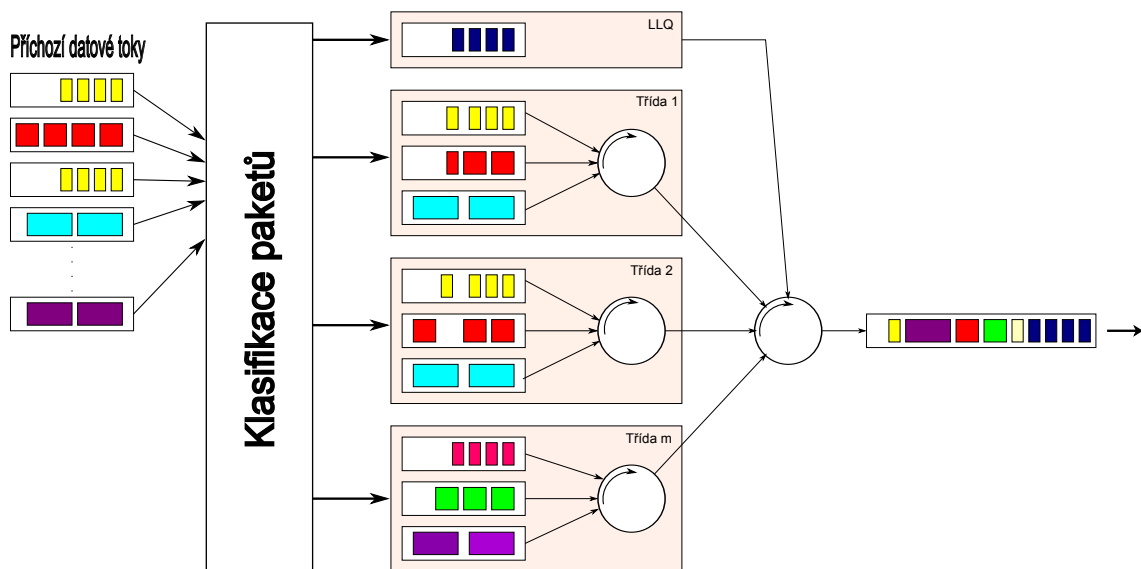 Příchozí datové toky
Klasifikace paketů
LLQ
Třída 1
Třída 2
Třída m